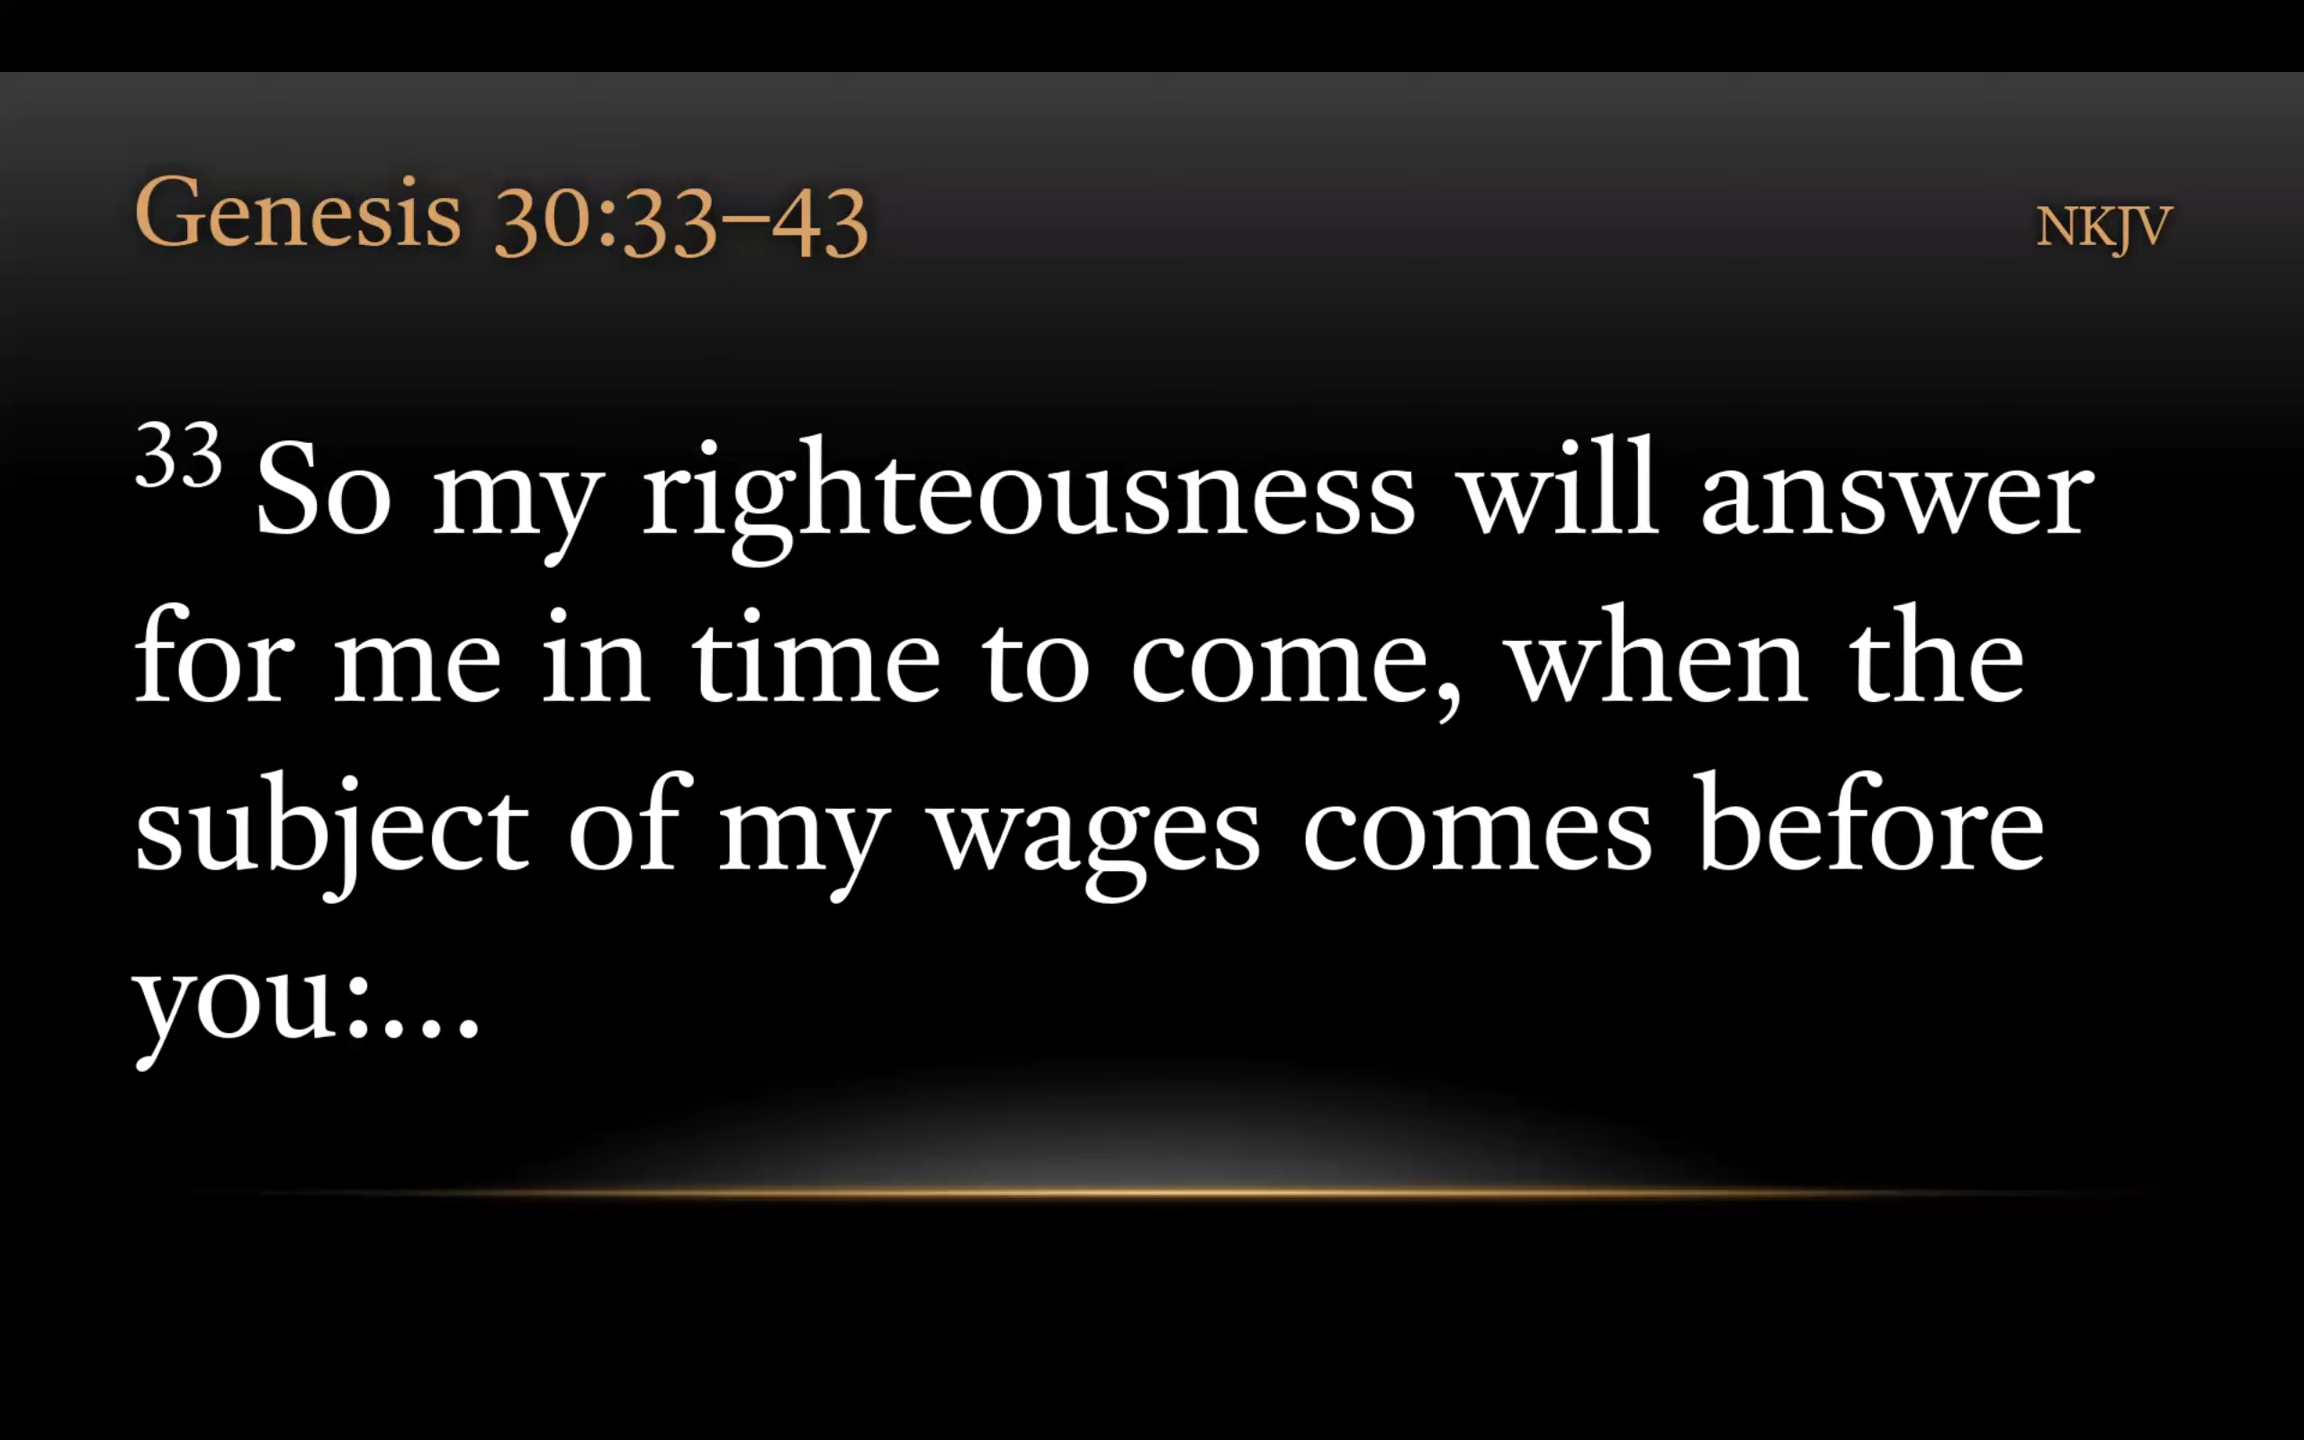 Genesis 30:33–43 NKJV
33 So my righteousness will answer
for me in time to come, when the
subject of my wages comes before
you:...